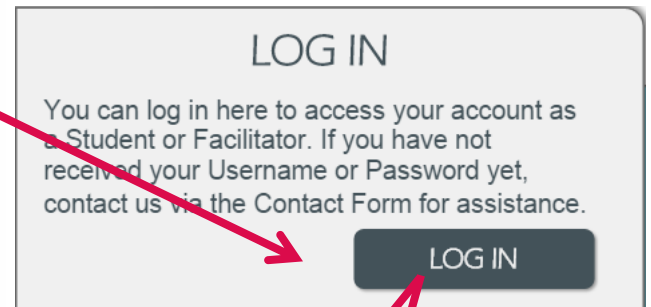 LOG IN
You can log in here to access your account as
a Student or Facilitator. If you have not
received your Username or Password yet,
contact us via the Contact Form for assistance.
LOG IN